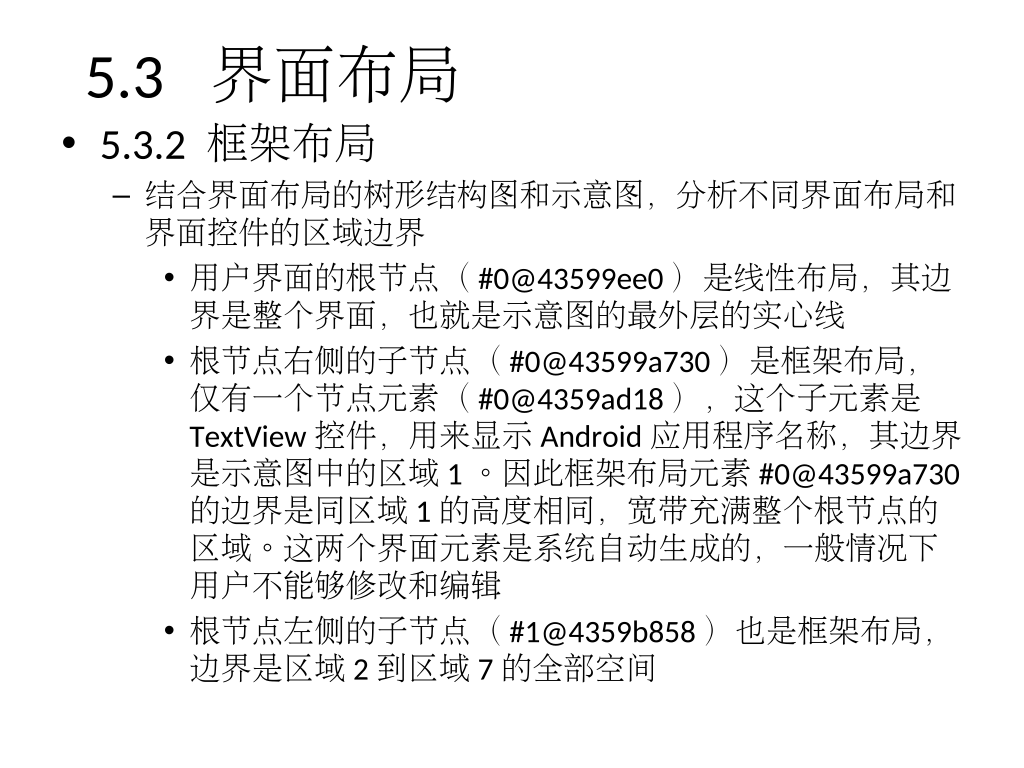 5.3 界面布局
• 5.3.2 框架布局
– 结合界面布局的树形结构图和示意图，分析不同界面布局和
界面控件的区域边界
• 用户界面的根节点（#0@43599ee0）是线性布局，其边
界是整个界面，也就是示意图的最外层的实心线
• 根节点右侧的子节点（#0@43599a730）是框架布局，
仅有一个节点元素（#0@4359ad18），这个子元素是
TextView 控件，用来显示 Android 应用程序名称，其边界
是示意图中的区域 1 。因此框架布局元素 #0@43599a730
的边界是同区域 1 的高度相同，宽带充满整个根节点的
区域。这两个界面元素是系统自动生成的，一般情况下
用户不能够修改和编辑
• 根节点左侧的子节点（#1@4359b858）也是框架布局，
边界是区域 2 到区域 7 的全部空间